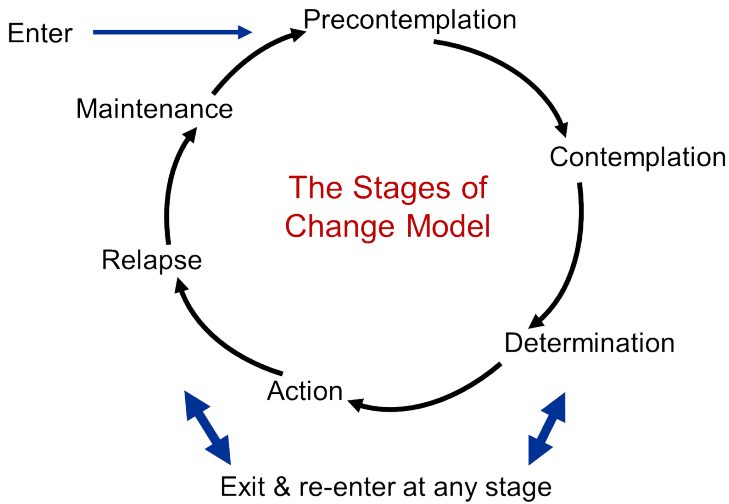 Enter
Precontemplation
Maintenance
Contemplation
The Stages of
Change Model
Relapse
Determination
Action
Exit & re-enter at any stage